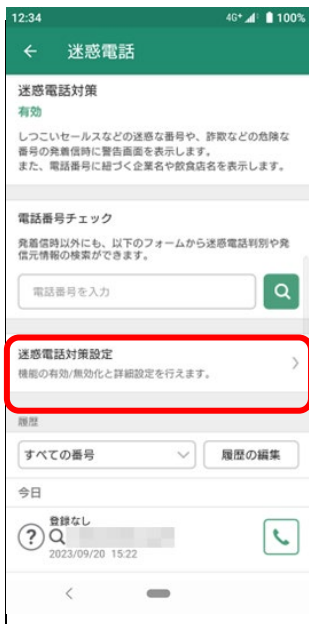 12:34 4G+ 100%
迷惑電話
迷惑電話対策
有効
しつこいセールスなどの迷惑な番号や、詐欺などの危険な
番号の発着信時に警告画面を表示します。
また、電話番号に紐づく企業名や飲食店名を表示します。
電話番号チェック
発着信時以外にも、以下のフォームから迷惑電話判別や発
信元情報の検索ができます。
電話番号を入力
迷惑電話対策設定
機能の有効/無効化と詳細設定を行えます。
履歴
すべての番号 履歴の編集
今日
登録なし
2023/09/20 15:22